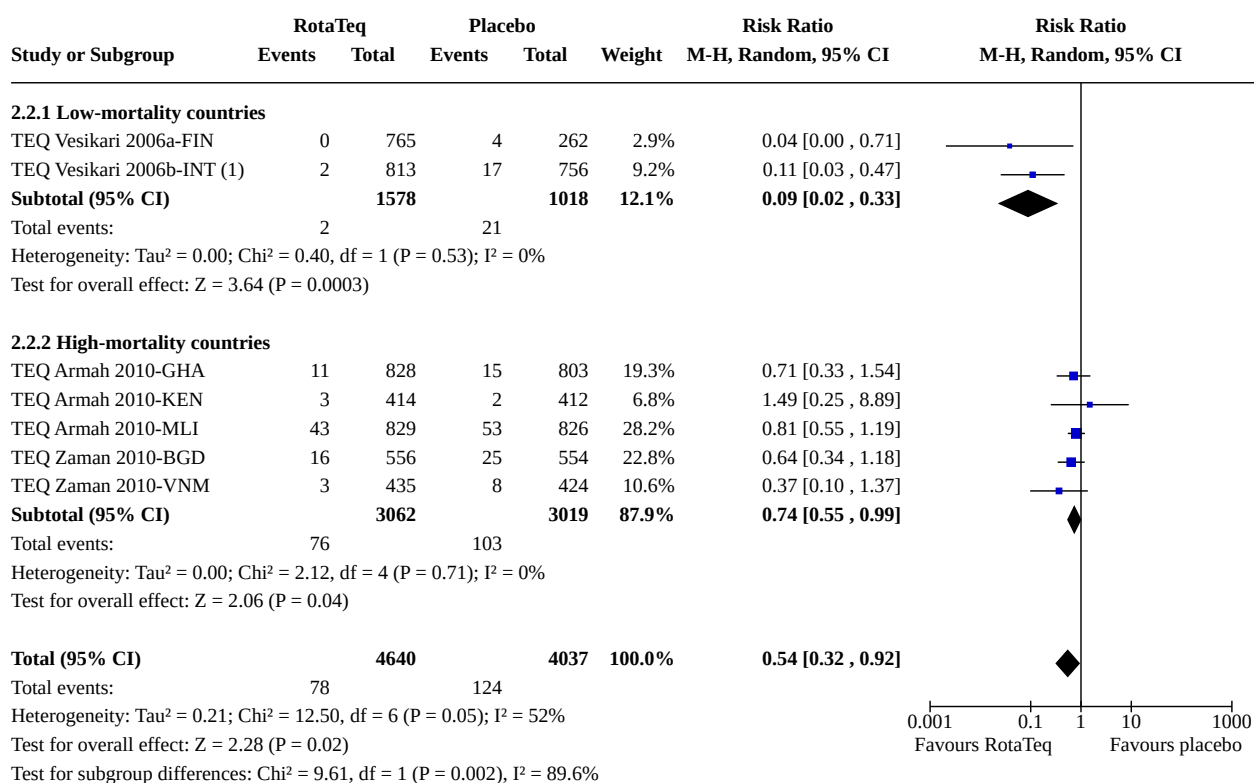 RotaTeq Placebo Risk Ratio Risk Ratio
Study or Subgroup Events Total Events Total Weight M-H, Random, 95% CI M-H, Random, 95% CI
2.2.1 Low-mortality countries
TEQ Vesikari 2006a-FIN 0 765 4 262 2.9% 0.04 [0.00 , 0.71]
TEQ Vesikari 2006b-INT (1) 2 813 17 756 9.2% 0.11 [0.03 , 0.47]
Subtotal (95% CI) 1578 1018 12.1% 0.09 [0.02 , 0.33]
Total events: 2 21
Heterogeneity: Tau² = 0.00; Chi² = 0.40, df = 1 (P = 0.53); I² = 0%
Test for overall effect: Z = 3.64 (P = 0.0003)
2.2.2 High-mortality countries
TEQ Armah 2010-GHA 11 828 15 803 19.3% 0.71 [0.33 , 1.54]
TEQ Armah 2010-KEN 3 414 2 412 6.8% 1.49 [0.25 , 8.89]
TEQ Armah 2010-MLI 43 829 53 826 28.2% 0.81 [0.55 , 1.19]
TEQ Zaman 2010-BGD 16 556 25 554 22.8% 0.64 [0.34 , 1.18]
TEQ Zaman 2010-VNM 3 435 8 424 10.6% 0.37 [0.10 , 1.37]
Subtotal (95% CI) 3062 3019 87.9% 0.74 [0.55 , 0.99]
Total events: 76 103
Heterogeneity: Tau² = 0.00; Chi² = 2.12, df = 4 (P = 0.71); I² = 0%
Test for overall effect: Z = 2.06 (P = 0.04)
Total (95% CI) 4640 4037 100.0% 0.54 [0.32 , 0.92]
Total events: 78 124
Heterogeneity: Tau² = 0.21; Chi² = 12.50, df = 6 (P = 0.05); I² = 52%
Test for overall effect: Z = 2.28 (P = 0.02)
Test for subgroup differences: Chi² = 9.61, df = 1 (P = 0.002), I² = 89.6%
0.001 0.1 1 10 1000
Favours RotaTeq Favours placebo